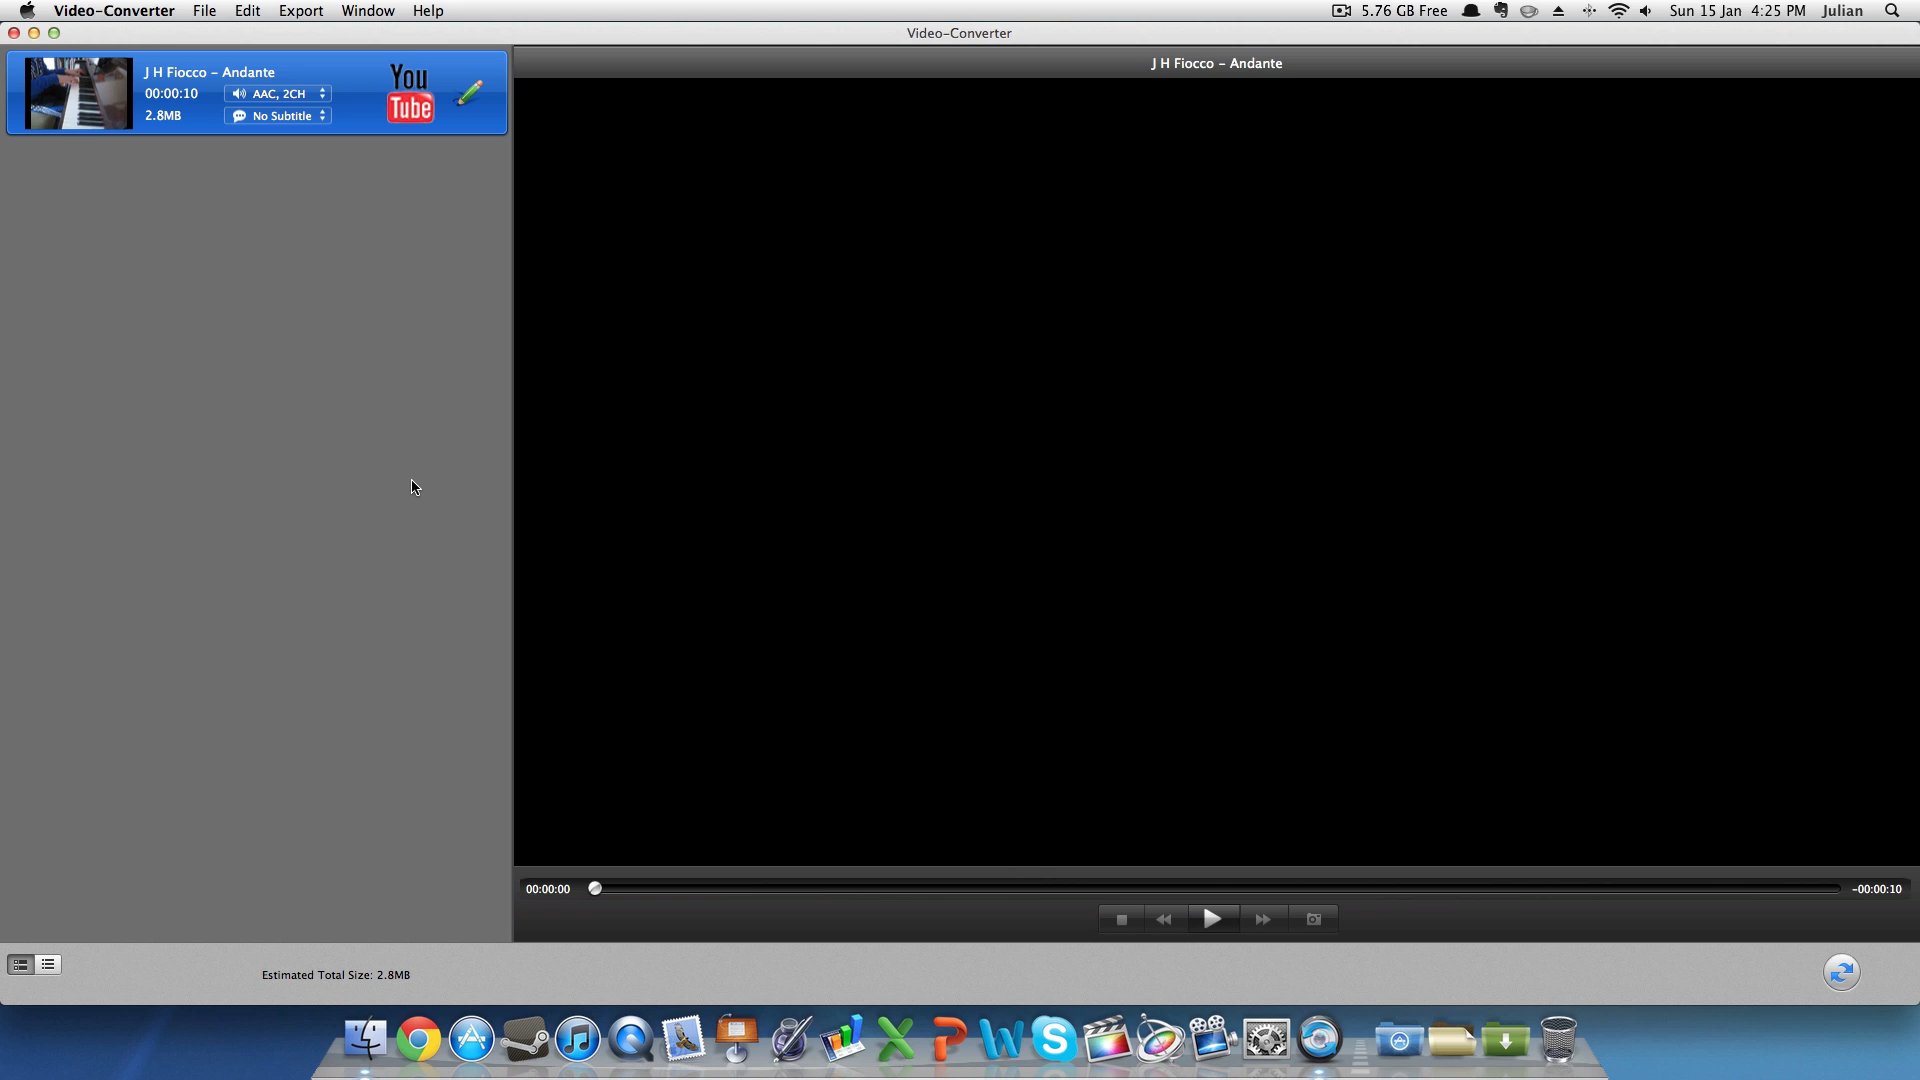 Video-Converter File Edit Export Window Help 5.76 GB Free Sun 15 Jan 4:25 PM Julian
Video-Converter
J H Fiocco – Andante
00:00:10 AAC, 2CH
2.8MB No Subtitle
You
Tube
J H Fiocco – Andante
00:00:00 -00:00:10
Estimated Total Size: 2.8MB